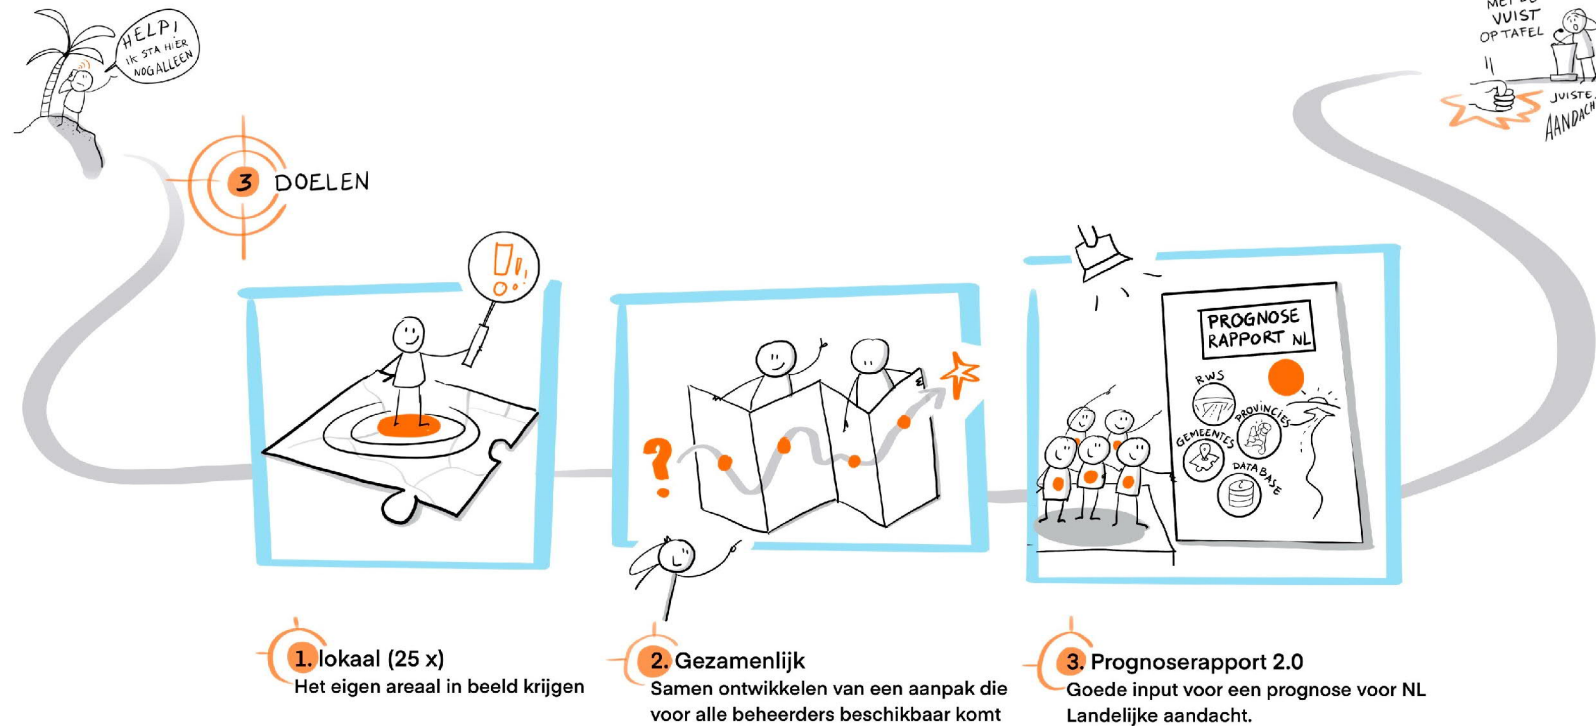 HELP!
IK STA HIER
NOG ALLEEN
VUIST
OP TAFEL
JUISTE
AANDACH
3 DOELEN
PROGNOSE
RAPPORT NL
RWS
PROVINCIES
GEMEENTES
DATABASE
?
1. lokaal (25 x)
Het eigen areaal in beeld krijgen
2. Gezamenlijk
Samen ontwikkelen van een aanpak die
voor alle beheerders beschikbaar komt
3. Prognoserapport 2.0
Goede input voor een prognose voor NL
Landelijke aandacht.